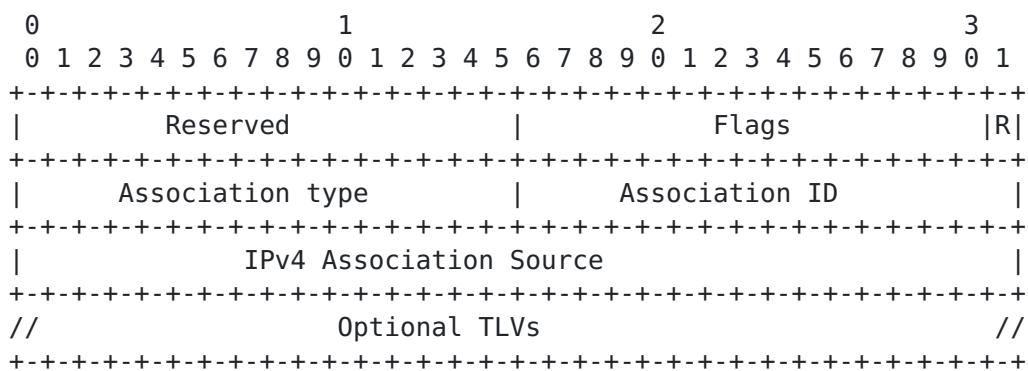 0                   1                   2                   3
 0 1 2 3 4 5 6 7 8 9 0 1 2 3 4 5 6 7 8 9 0 1 2 3 4 5 6 7 8 9 0 1
+-+-+-+-+-+-+-+-+-+-+-+-+-+-+-+-+-+-+-+-+-+-+-+-+-+-+-+-+-+-+-+-+
|         Reserved              |            Flags            |R|
+-+-+-+-+-+-+-+-+-+-+-+-+-+-+-+-+-+-+-+-+-+-+-+-+-+-+-+-+-+-+-+-+
|      Association type         |      Association ID           |
+-+-+-+-+-+-+-+-+-+-+-+-+-+-+-+-+-+-+-+-+-+-+-+-+-+-+-+-+-+-+-+-+
|              IPv4 Association Source                          |
+-+-+-+-+-+-+-+-+-+-+-+-+-+-+-+-+-+-+-+-+-+-+-+-+-+-+-+-+-+-+-+-+
//                   Optional TLVs                             //
+-+-+-+-+-+-+-+-+-+-+-+-+-+-+-+-+-+-+-+-+-+-+-+-+-+-+-+-+-+-+-+-+